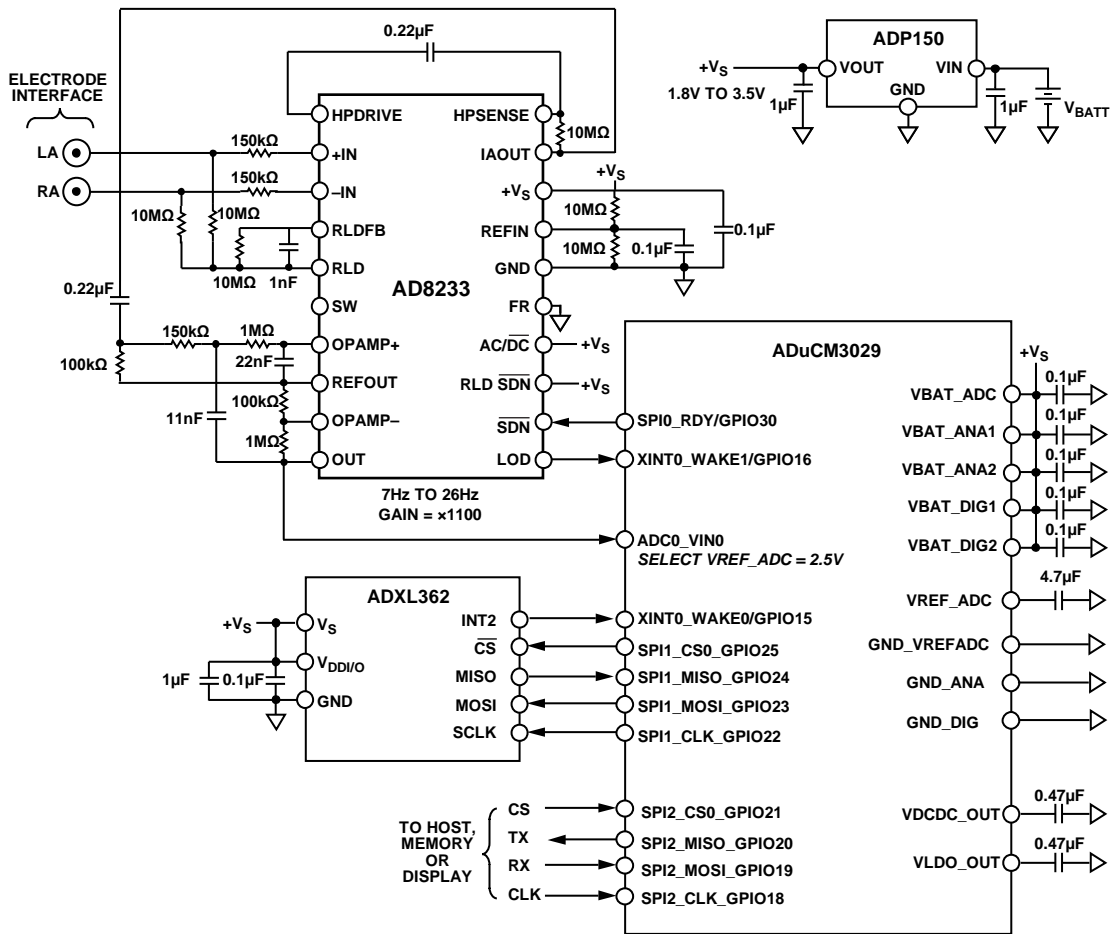 0.22µF
ELECTRODE
INTERFACE
LA
RA
150kΩ
150kΩ
10MΩ
10MΩ
10MΩ
1nF
0.22µF
150kΩ
1MΩ
100kΩ
22nF
100kΩ
11nF
1MΩ
HPDRIVE
+IN
–IN
RLDFB
RLD
SW
OPAMP+
REFOUT
OPAMP–
OUT
AD8233
HPSENSE
IAOUT
+VS
REFIN
GND
FR
AC/DC
RLD SDN
SDN
LOD
10MΩ
+VS
10MΩ
10MΩ
0.1µF
0.1µF
+VS
+VS
7Hz TO 26Hz
GAIN = ×1100
ADP150
+VS
1.8V TO 3.5V
1µF
VOUT
VIN
GND
1µF
VBATT
ADuCM3029
SPI0_RDY/GPIO30
XINT0_WAKE1/GPIO16
ADC0_VIN0
SELECT VREF_ADC = 2.5V
XINT0_WAKE0/GPIO15
SPI1_CS0_GPIO25
SPI1_MISO_GPIO24
SPI1_MOSI_GPIO23
SPI1_CLK_GPIO22
SPI2_CS0_GPIO21
SPI2_MISO_GPIO20
SPI2_MOSI_GPIO19
SPI2_CLK_GPIO18
+VS
VBAT_ADC
0.1µF
VBAT_ANA1
0.1µF
VBAT_ANA2
0.1µF
VBAT_DIG1
0.1µF
VBAT_DIG2
0.1µF
VREF_ADC
4.7µF
GND_VREFADC
GND_ANA
GND_DIG
VDCDC_OUT
0.47µF
VLDO_OUT
0.47µF
ADXL362
+VS
VS
VDDI/O
GND
1µF
0.1µF
INT2
CS
MISO
MOSI
SCLK
TO HOST,
MEMORY
OR
DISPLAY
CS
TX
RX
CLK